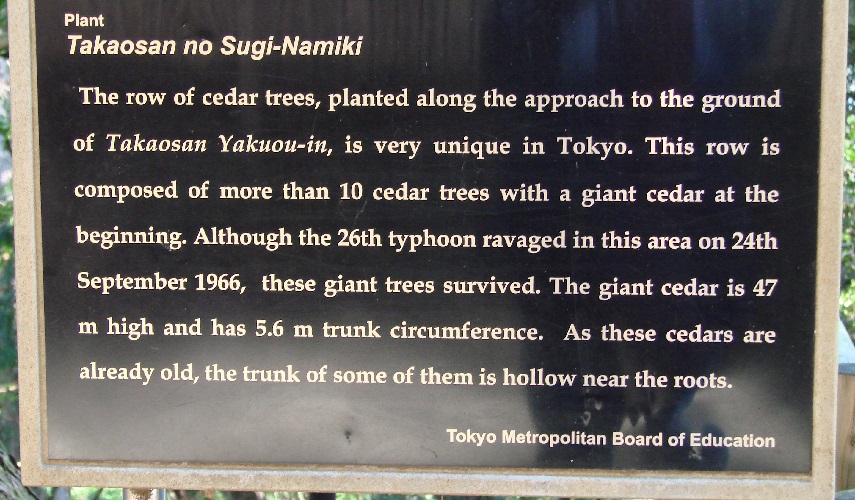 Plant
Takaosan no Sugi-Namiki
The row of cedar trees, planted along the approach to the ground
of Takaosan Yakuou-in, is very unique in Tokyo. This row is
composed of more than 10 cedar trees with a giant cedar at the
beginning. Although the 26th typhoon ravaged in this area on 24th
September 1966, these giant trees survived. The giant cedar is 47
m high and has 5.6 m trunk circumference. As these cedars are
already old, the trunk of some of them is hollow near the roots.
Tokyo Metropolitan Board of Education